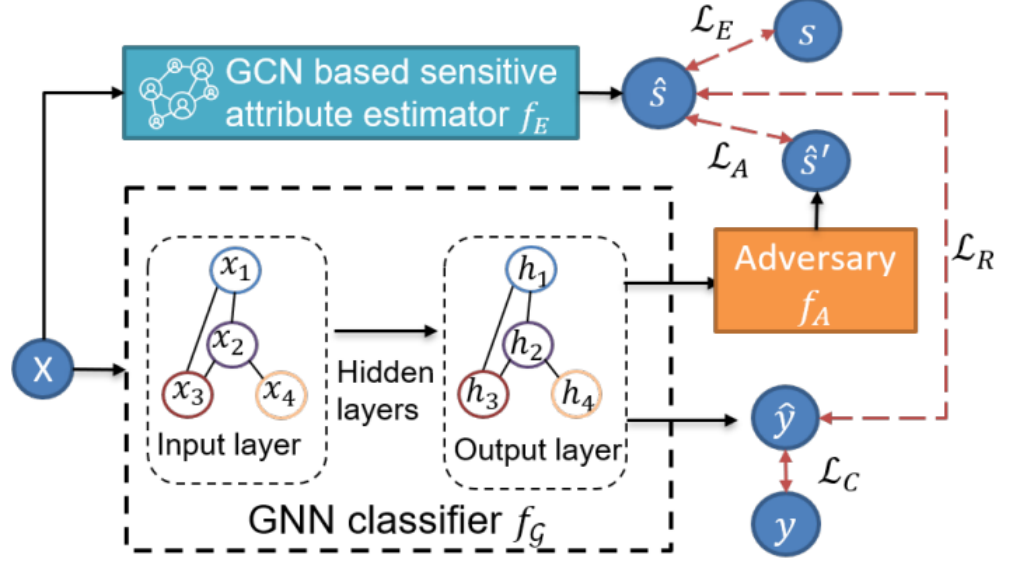 ℒ_E
s
GCN based sensitive
attribute estimator f_E
ŝ
ℒ_A
ŝ′
Adversary
f_A
ℒ_R
X
x_1
x_2
x_3
x_4
Input layer
Hidden
layers
h_1
h_2
h_3
h_4
Output layer
ŷ
ℒ_C
y
GNN classifier f_𝒢